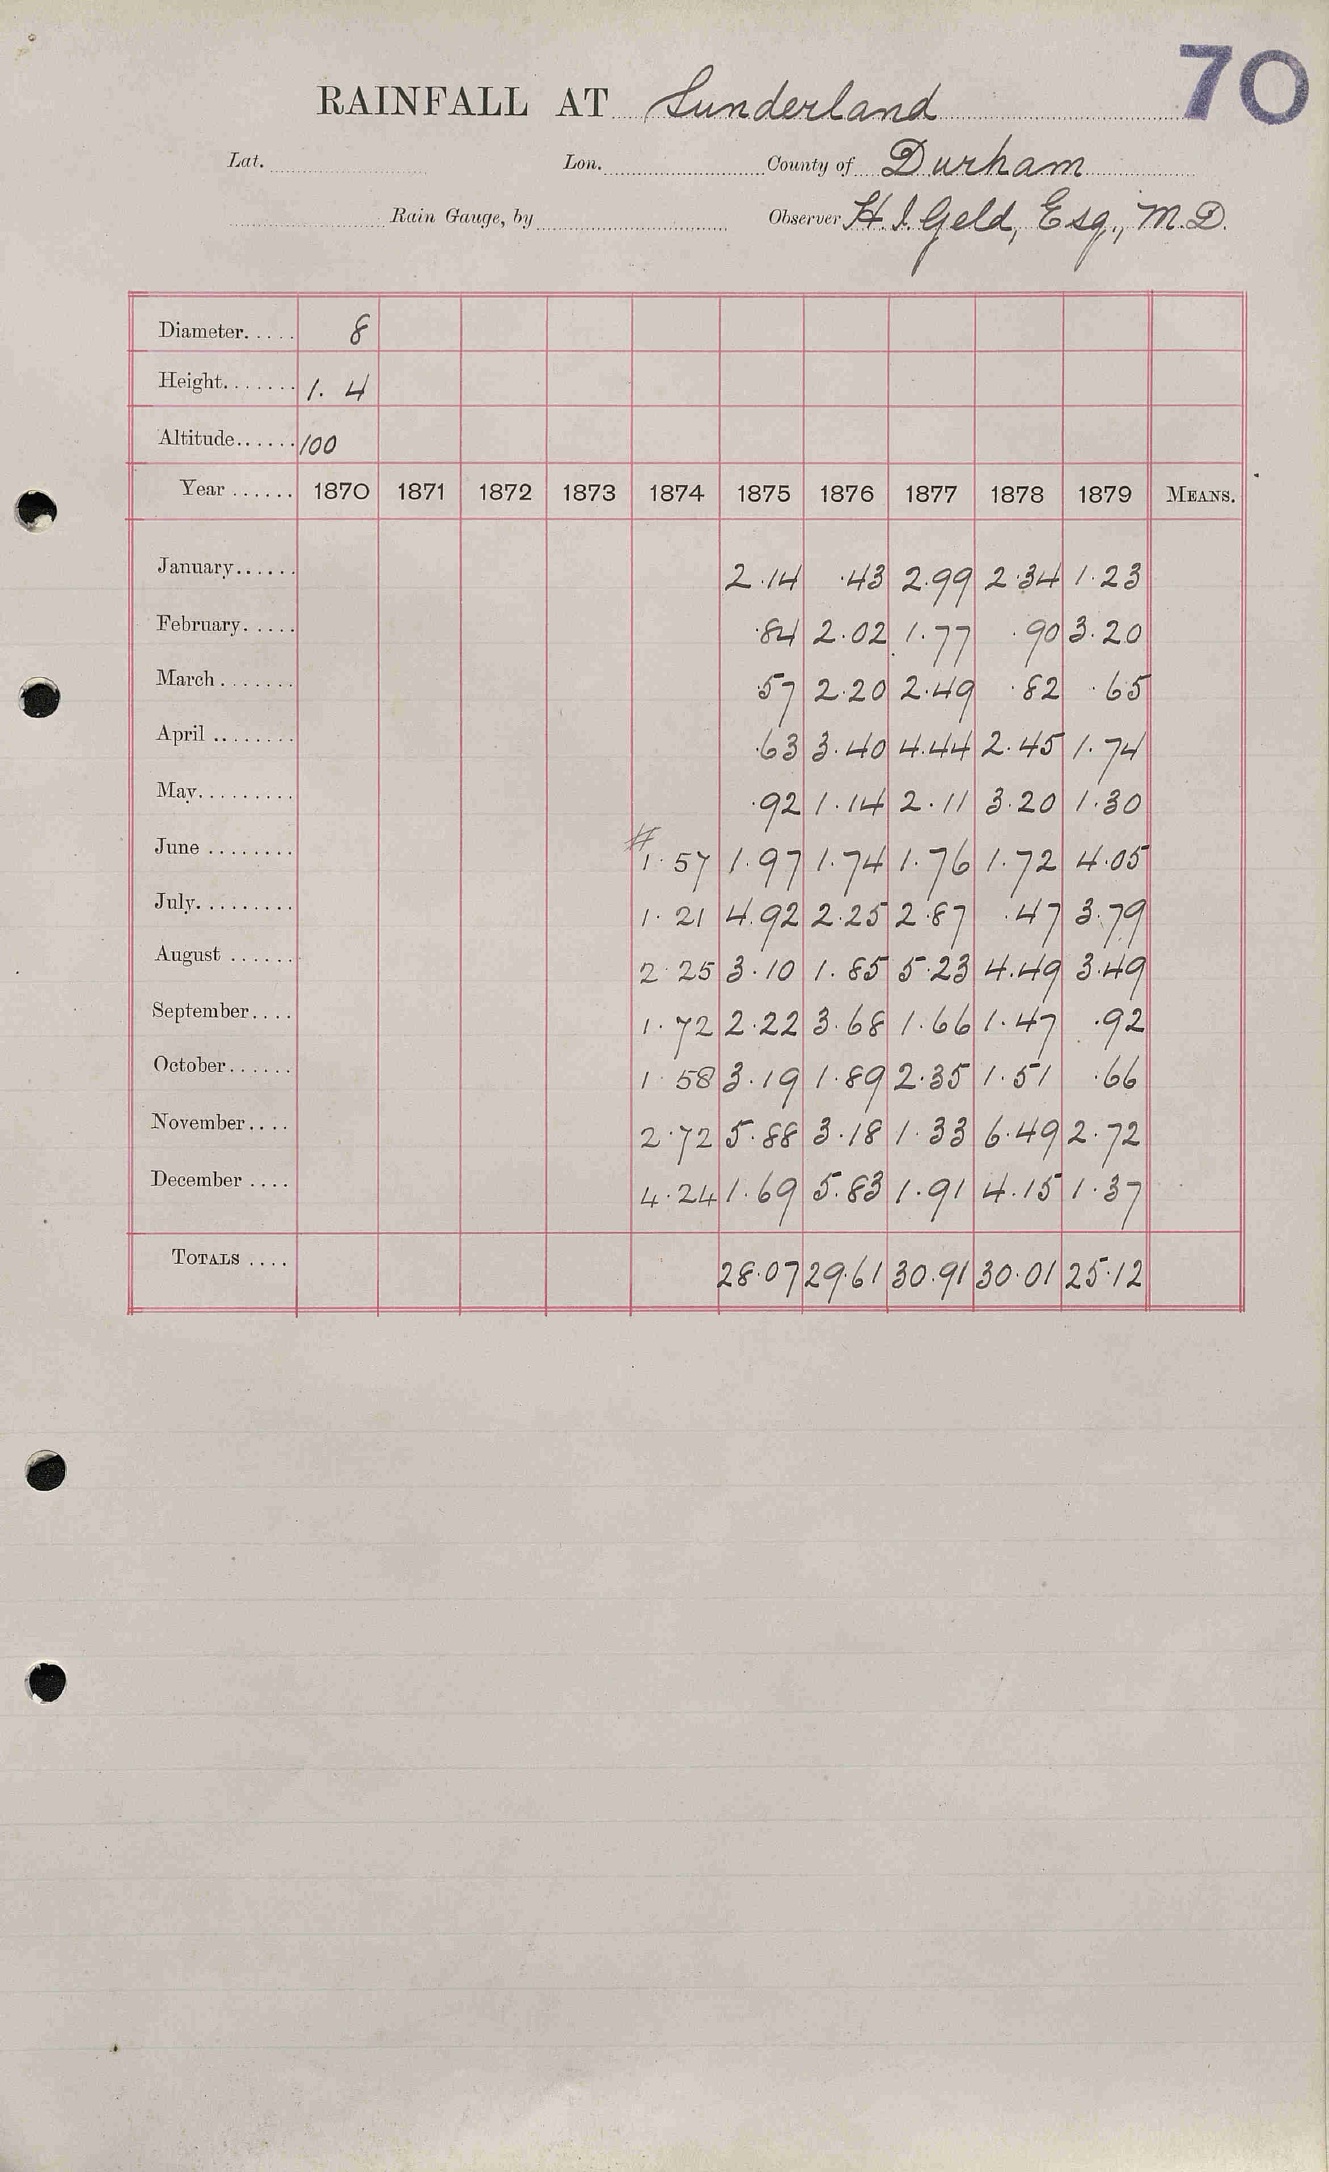 70
RAINFALL AT Sunderland
Lat. Lon. County of Durham
Rain Gauge, by Observer H. J. Geld, Esq., M.D.
Diameter..... 8
Height....... 1. 4
Altitude...... 100
Year ...... 1870 1871 1872 1873 1874 1875 1876 1877 1878 1879 MEANS.
January...... 2.14 .43 2.99 2.34 1.23
February..... .84 2.02 1.77 .90 3.20
March....... .57 2.20 2.49 .82 .65
April ........ .63 3.40 4.44 2.45 1.74
May......... .92 1.14 2.11 3.20 1.30
#
June ........ 1.57 1.97 1.74 1.76 1.72 4.05
July......... 1.21 4.92 2.25 2.87 .47 3.79
August ...... 2.25 3.10 1.85 5.23 4.49 3.49
September.... 1.72 2.22 3.68 1.66 1.47 .92
October...... 1.58 3.19 1.89 2.35 1.51 .66
November.... 2.72 5.88 3.18 1.33 6.49 2.72
December .... 4.24 1.69 5.83 1.91 4.15 1.37
TOTALS .... 28.07 29.61 30.91 30.01 25.12